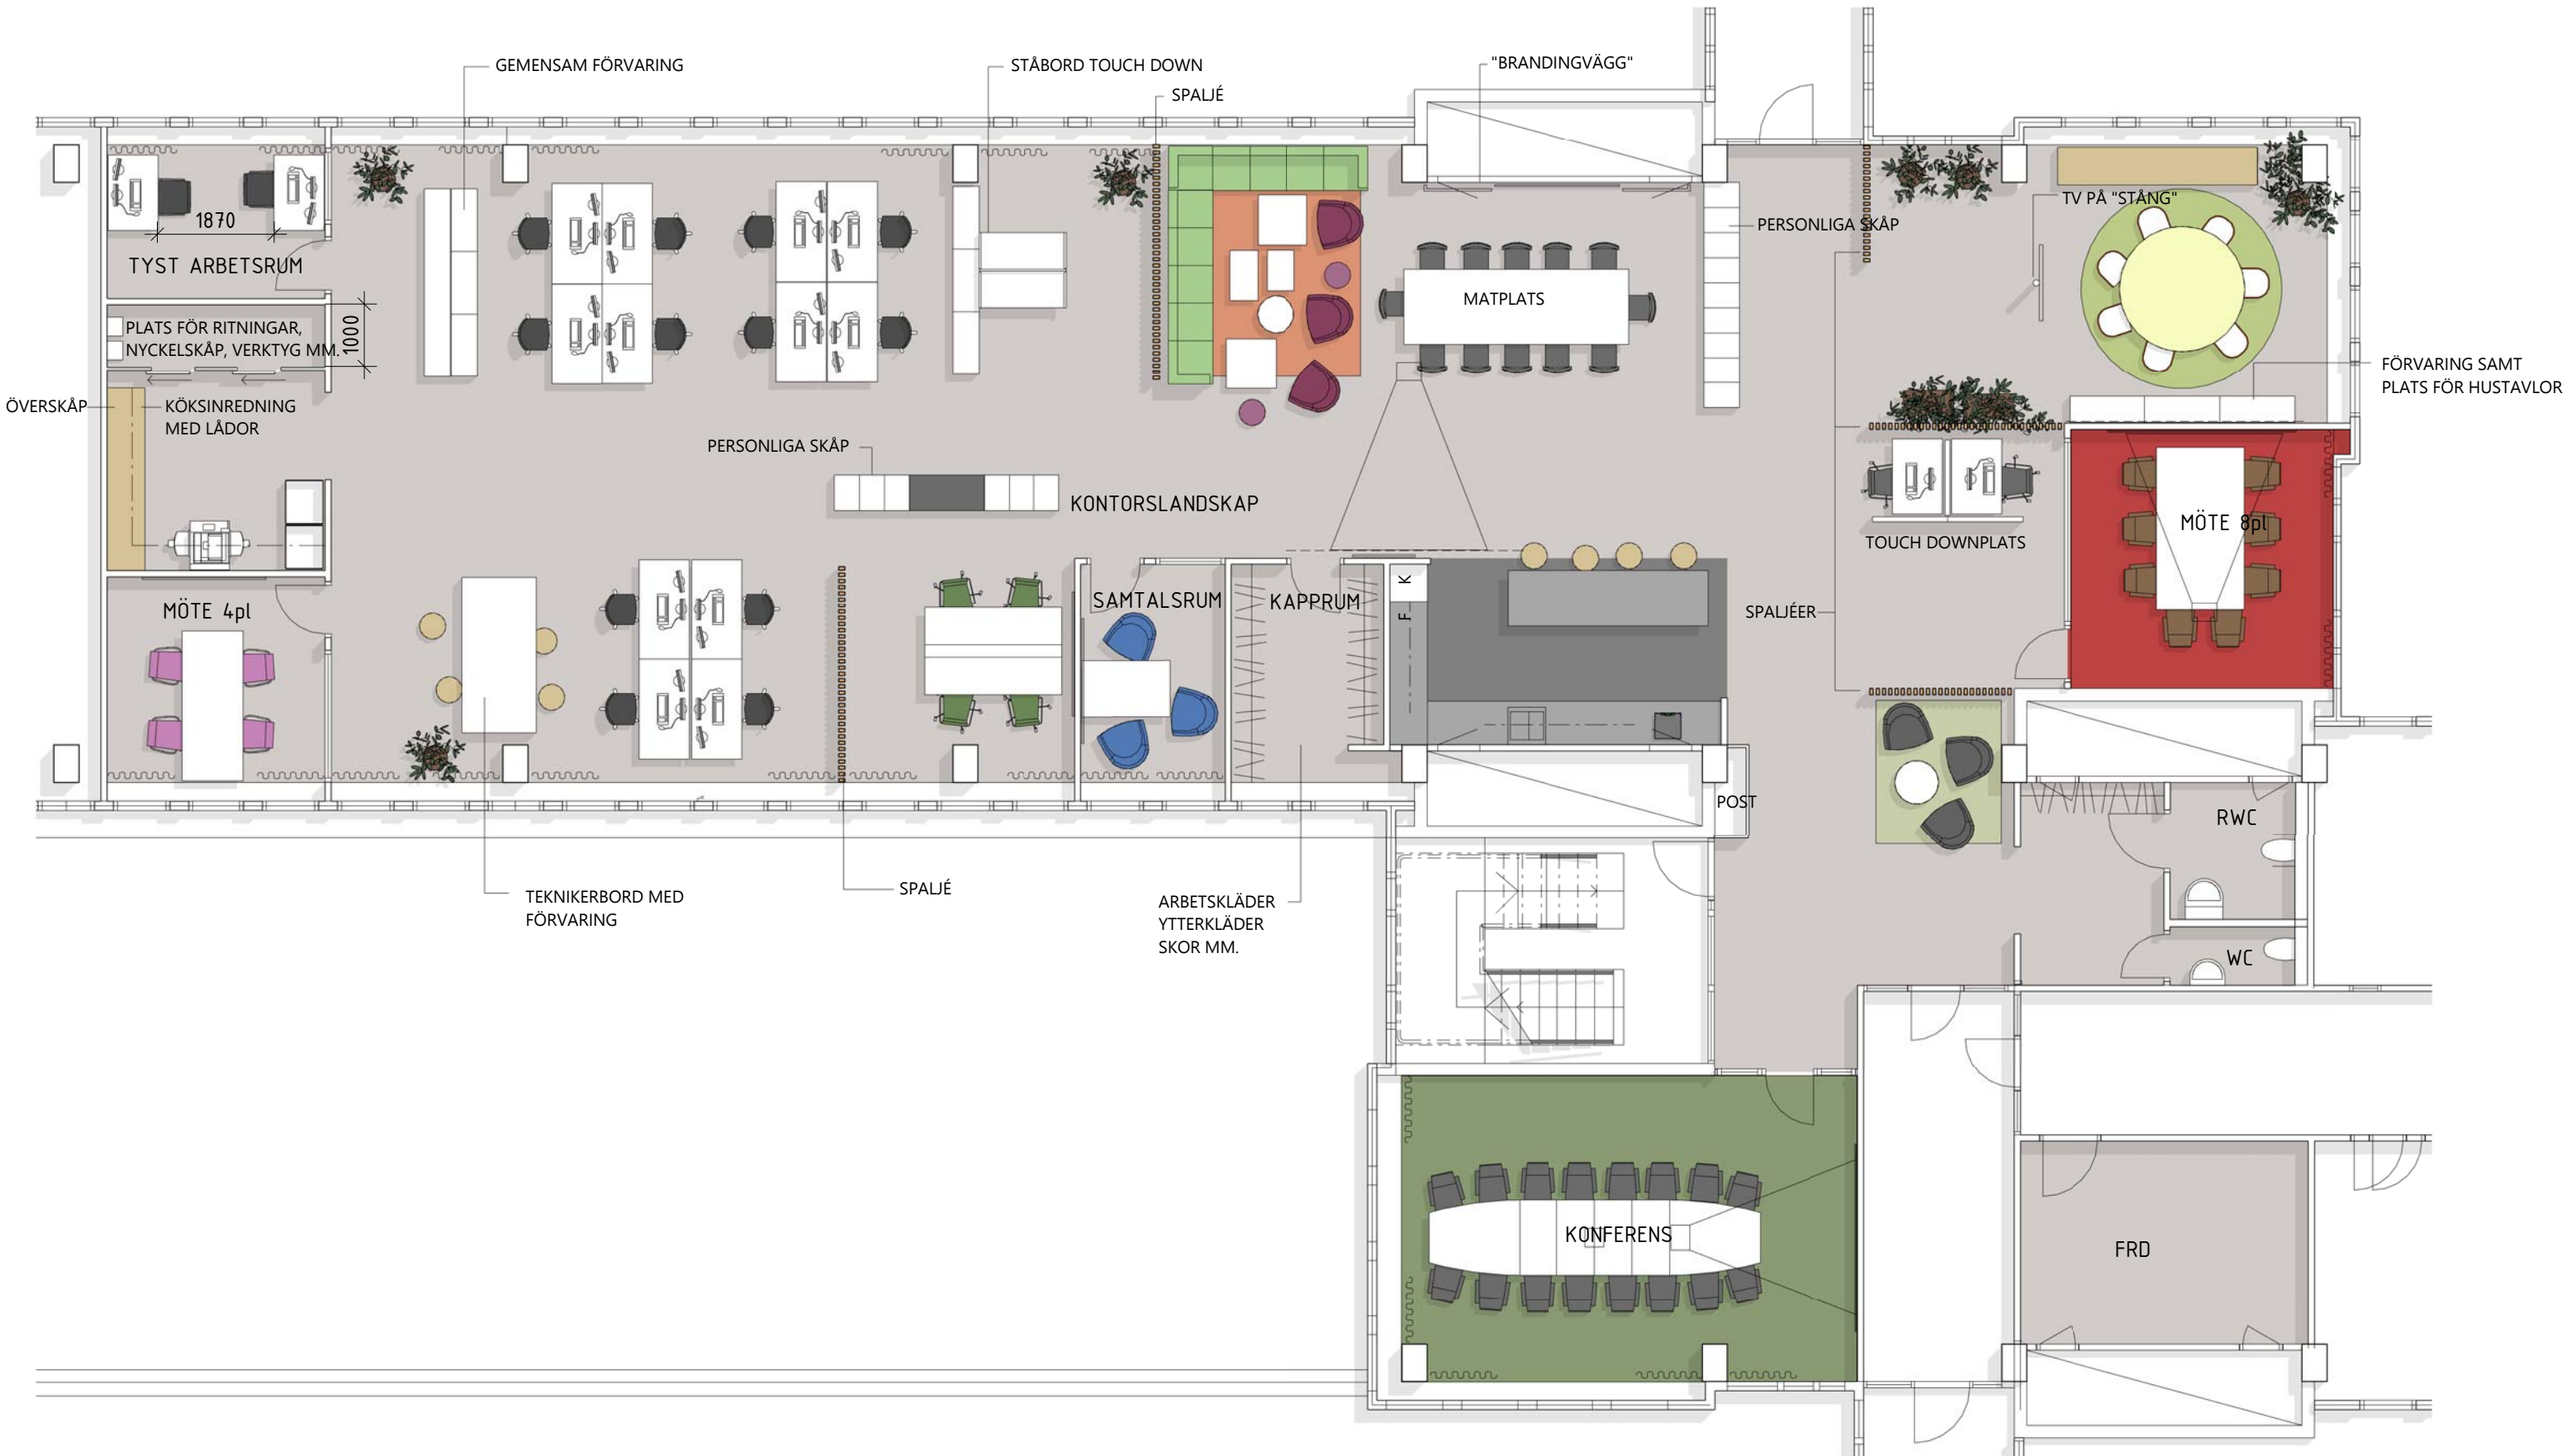 GEMENSAM FÖRVARING
STÅBORD TOUCH DOWN
SPALJÉ
"BRANDINGVÄGG"
1870
TYST ARBETSRUM
PLATS FÖR RITNINGAR,
NYCKELSKÅP, VERKTYG MM.
1000
ÖVERSKÅP
KÖKSINREDNING
MED LÅDOR
MÖTE 4pl
PERSONLIGA SKÅP
KONTORSLANDSKAP
MATPLATS
PERSONLIGA SKÅP
TV PÅ "STÅNG"
FÖRVARING SAMT
PLATS FÖR HUSTAVLOR
MÖTE 8pl
TOUCH DOWNPLATS
SPALJÉER
SAMTALSRUM
KAPPRUM
K
F
POST
RWC
WC
TEKNIKERBORD MED
FÖRVARING
SPALJÉ
ARBETSKLÄDER
YTTERKLÄDER
SKOR MM.
KONFERENS
FRD